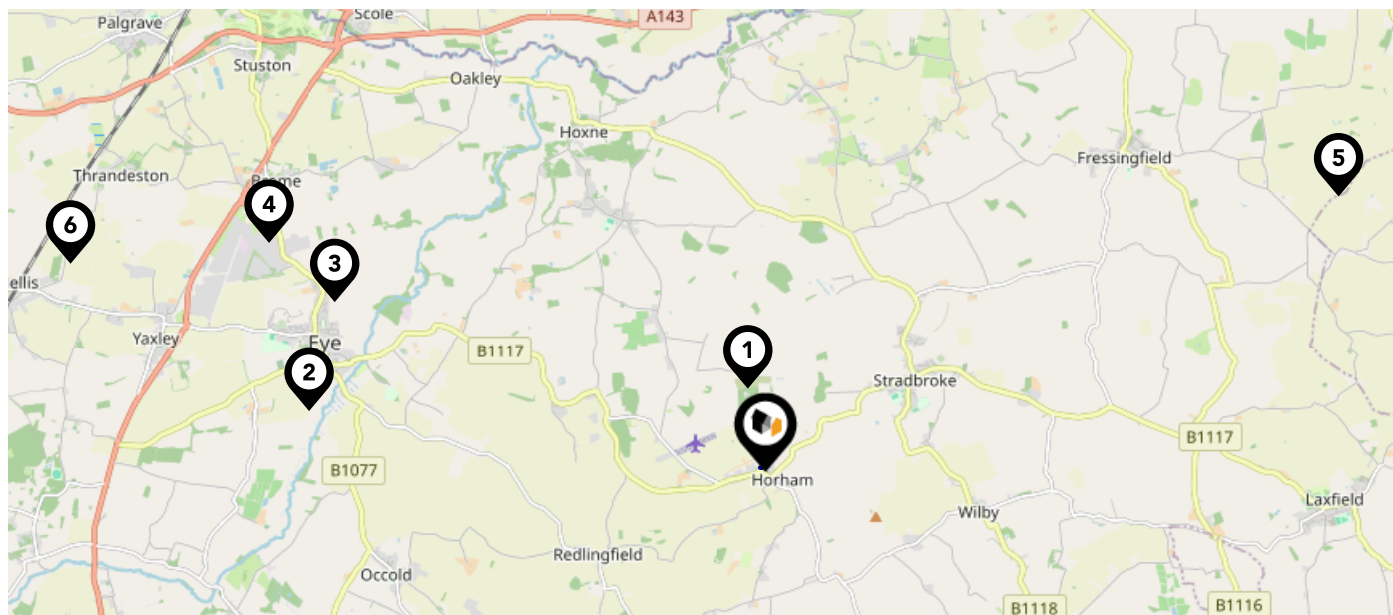 Scole
Palgrave
A143
Stuston
Oakley
Hoxne
Fressingfield
5
Thrandeston
Brome
4
6
3
ellis
Yaxley
Eye
B1117
1
2
Stradbroke
B1117
B1077
Horham
Laxfield
Wilby
Redlingfield
Occold
B1118
B1116